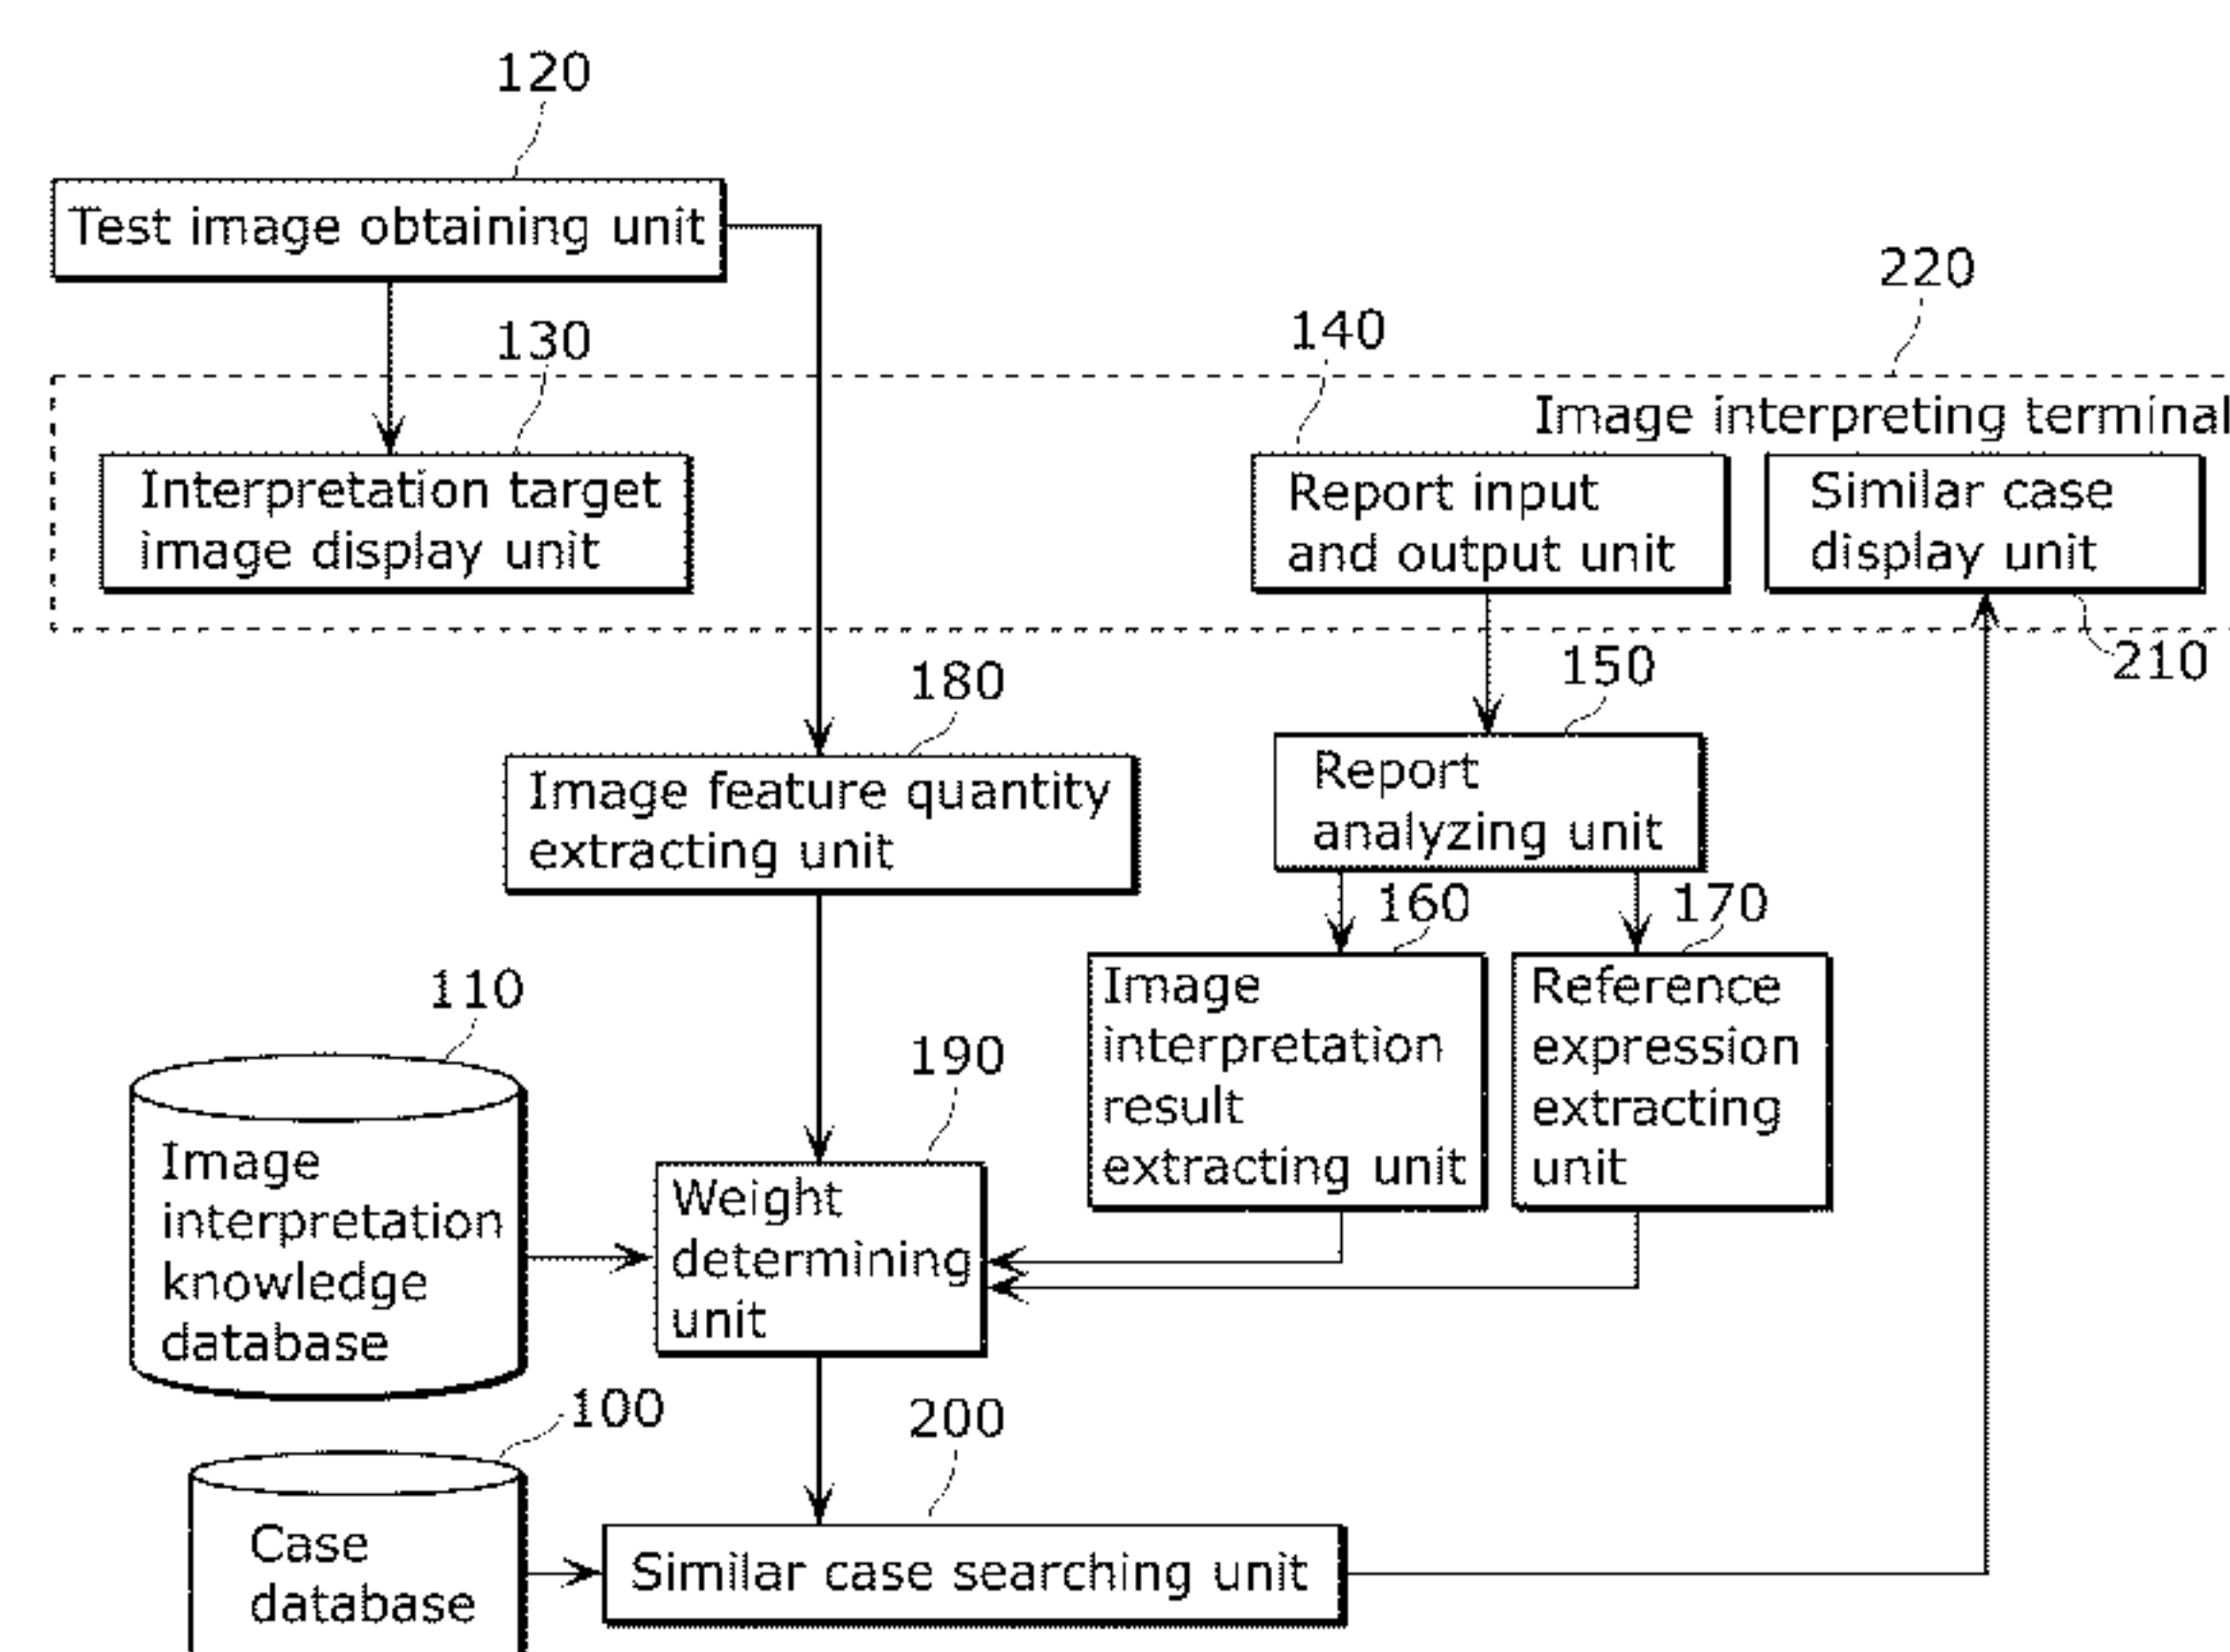 120
Test image obtaining unit
220
130
140
Image interpreting terminal
Interpretation target
image display unit
Report input
and output unit
Similar case
display unit
210
180
150
Image feature quantity
extracting unit
Report
analyzing unit
160
170
110
Image
interpretation
result
extracting unit
Reference
expression
extracting
unit
190
Image
interpretation
knowledge
database
Weight
determining
unit
100
200
Case
database
Similar case searching unit